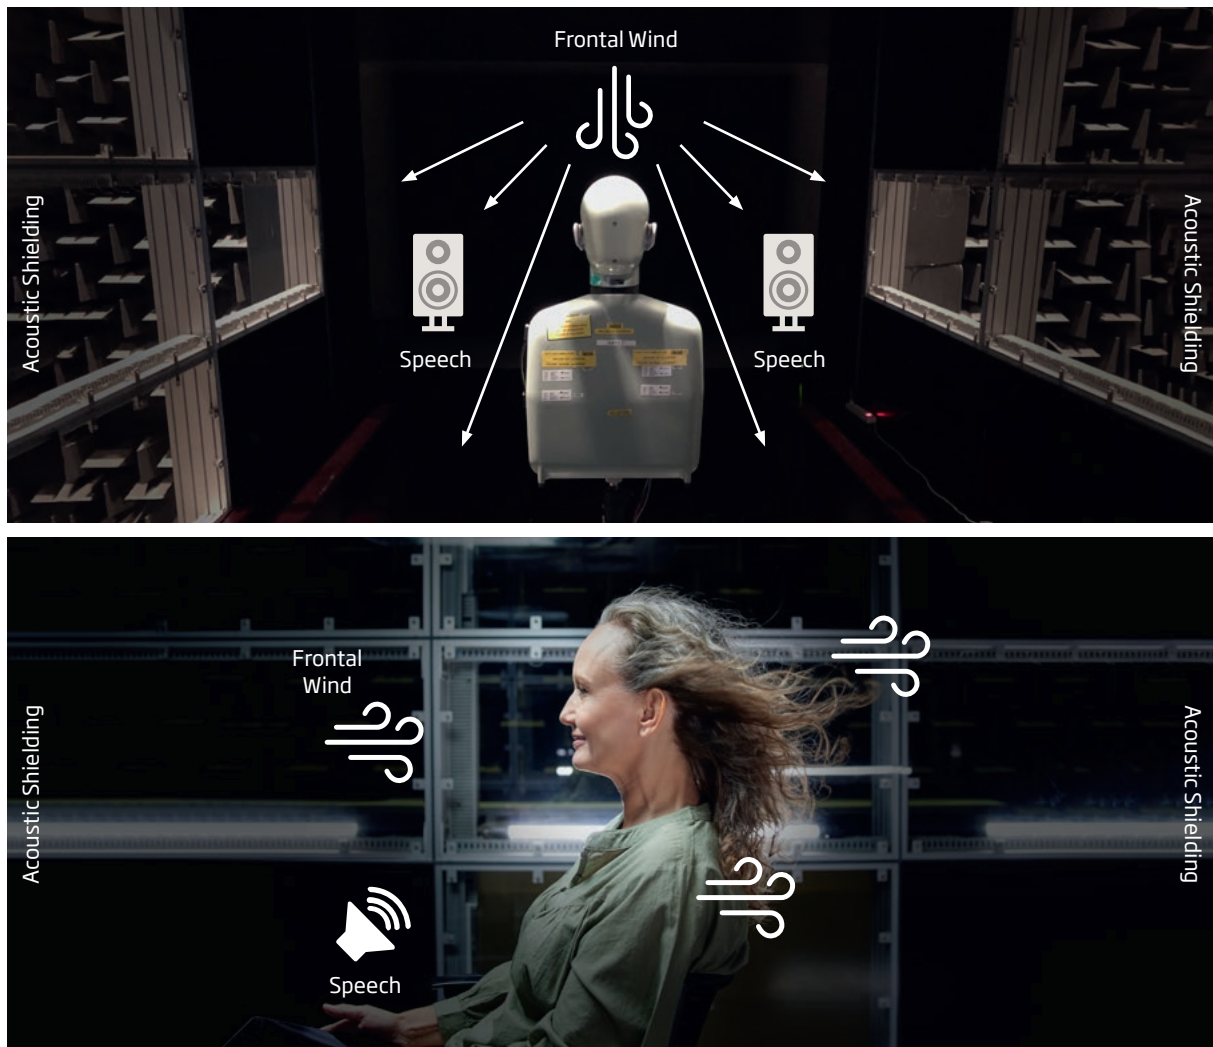 Frontal Wind
Acoustic Shielding
Acoustic Shielding
Speech
Speech
Frontal
Wind
Acoustic Shielding
Acoustic Shielding
Speech